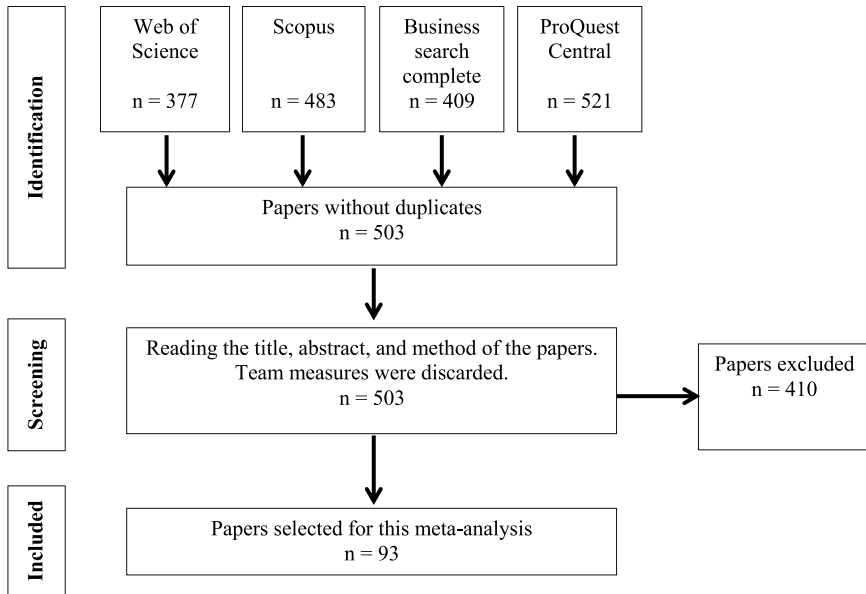 Identification
Web of
Science
n = 377
Scopus
n = 483
Business
search
complete
n = 409
ProQuest
Central
n = 521
Papers without duplicates
n = 503
Screening
Reading the title, abstract, and method of the papers.
Team measures were discarded.
n = 503
Papers excluded
n = 410
Included
Papers selected for this meta-analysis
n = 93